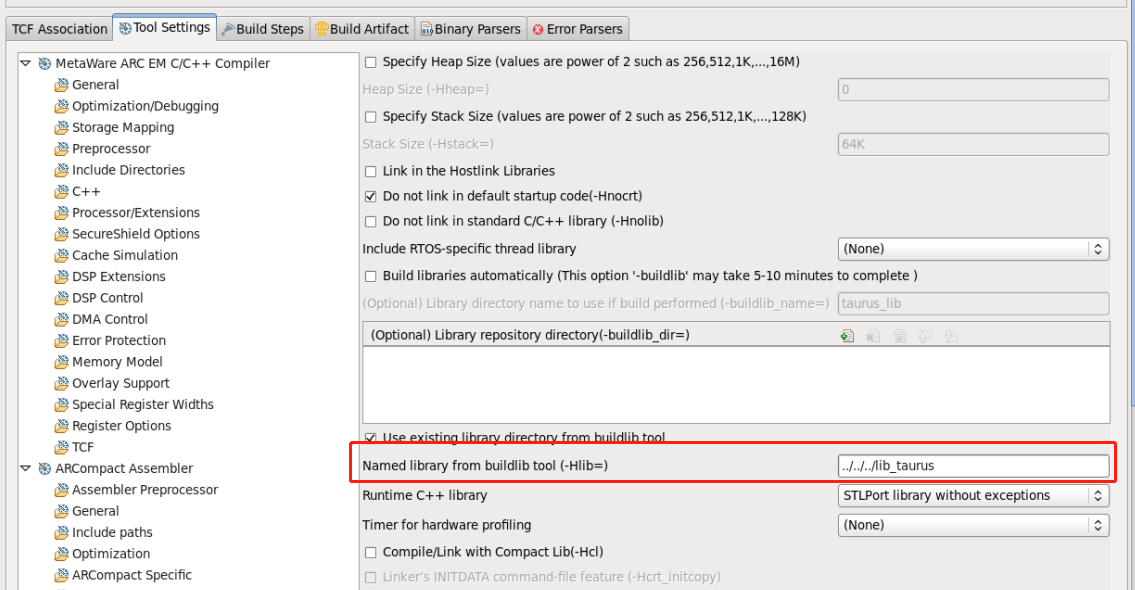 TCF Association Tool Settings Build Steps Build Artifact Binary Parsers Error Parsers
MetaWare ARC EM C/C++ Compiler
General
Optimization/Debugging
Storage Mapping
Preprocessor
Include Directories
C++
Processor/Extensions
SecureShield Options
Cache Simulation
DSP Extensions
DSP Control
DMA Control
Error Protection
Memory Model
Overlay Support
Special Register Widths
Register Options
TCF
ARCompact Assembler
Assembler Preprocessor
General
Include paths
Optimization
ARCompact Specific
Specify Heap Size (values are power of 2 such as 256,512,1K,...,16M)
Heap Size (-Hheap=) 0
Specify Stack Size (values are power of 2 such as 256,512,1K,...,128K)
Stack Size (-Hstack=) 64K
Link in the Hostlink Libraries
Do not link in default startup code(-Hnocrt)
Do not link in standard C/C++ library (-Hnolib)
Include RTOS-specific thread library (None)
Build libraries automatically (This option '-buildlib' may take 5-10 minutes to complete )
(Optional) Library directory name to use if build performed (-buildlib_name=) taurus_lib
(Optional) Library repository directory(-buildlib_dir=)
Use existing library directory from buildlib tool
Named library from buildlib tool (-Hlib=) ../../../lib_taurus
Runtime C++ library STLPort library without exceptions
Timer for hardware profiling (None)
Compile/Link with Compact Lib(-Hcl)
Linker's INITDATA command-file feature (-Hcrt_initcopy)